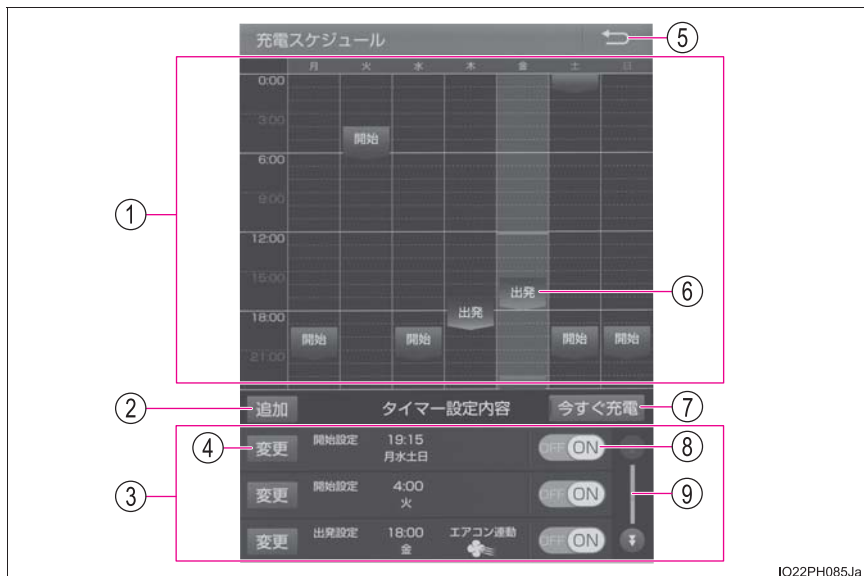 充電スケジュール
⑤
月 火 水 木 金 土 日
0:00
3:00
開始
6:00
9:00
①
12:00
15:00
出発 ⑥
出発
18:00
開始 開始 開始 開始
21:00
② 追加 タイマー設定内容 今すぐ充電 ⑦
④ 変更 開始設定 19:15 OFF ON ⑧
月水土日
③ 変更 開始設定 4:00 OFF ON ⑨
火
変更 出発設定 18:00 エアコン連動 OFF ON
金
IO22PH085Ja